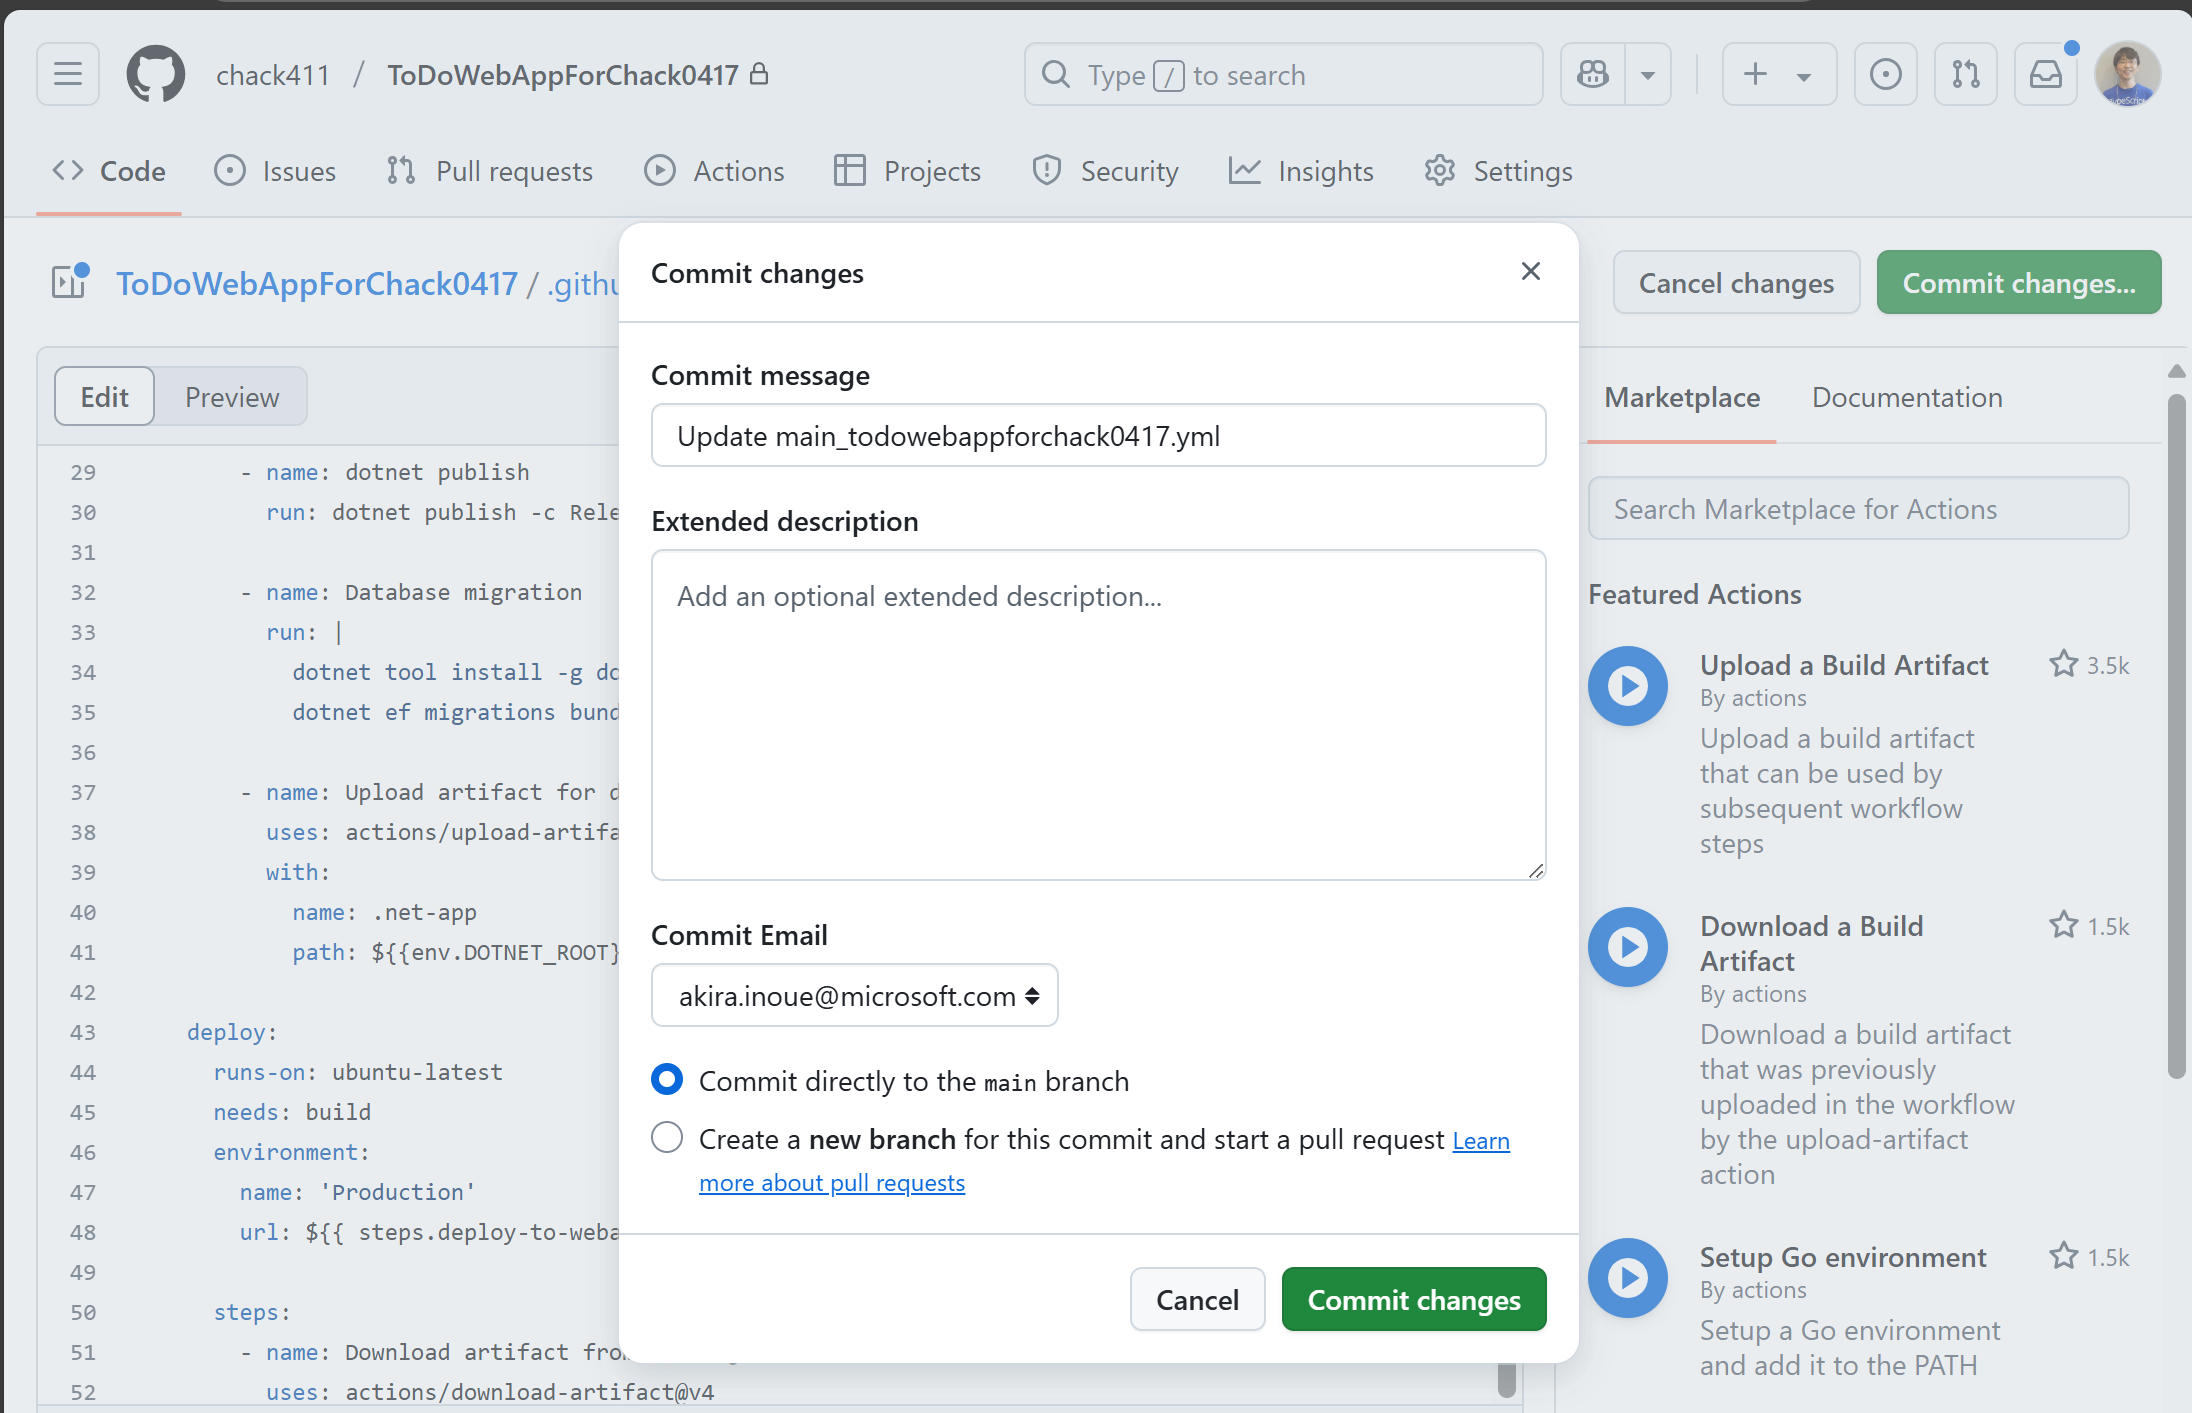 chack411 / ToDoWebAppForChack0417
Type / to search
Code Issues Pull requests Actions Projects Security Insights Settings
ToDoWebAppForChack0417 / .githu
Cancel changes Commit changes...
Edit Preview
29 - name: dotnet publish
30 run: dotnet publish -c Rele
31
32 - name: Database migration
33 run: |
34 dotnet tool install -g do
35 dotnet ef migrations bund
36
37 - name: Upload artifact for d
38 uses: actions/upload-artifa
39 with:
40 name: .net-app
41 path: ${{env.DOTNET_ROOT}
42
43 deploy:
44 runs-on: ubuntu-latest
45 needs: build
46 environment:
47 name: 'Production'
48 url: ${{ steps.deploy-to-weba
49
50 steps:
51 - name: Download artifact fro
52 uses: actions/download-artifact@v4
Commit changes
Commit message
Update main_todowebappforchack0417.yml
Extended description
Add an optional extended description...
Commit Email
akira.inoue@microsoft.com
Commit directly to the main branch
Create a new branch for this commit and start a pull request Learn
more about pull requests
Cancel Commit changes
Marketplace Documentation
Search Marketplace for Actions
Featured Actions
Upload a Build Artifact 3.5k
By actions
Upload a build artifact
that can be used by
subsequent workflow
steps
Download a Build
Artifact 1.5k
By actions
Download a build artifact
that was previously
uploaded in the workflow
by the upload-artifact
action
Setup Go environment 1.5k
By actions
Setup a Go environment
and add it to the PATH